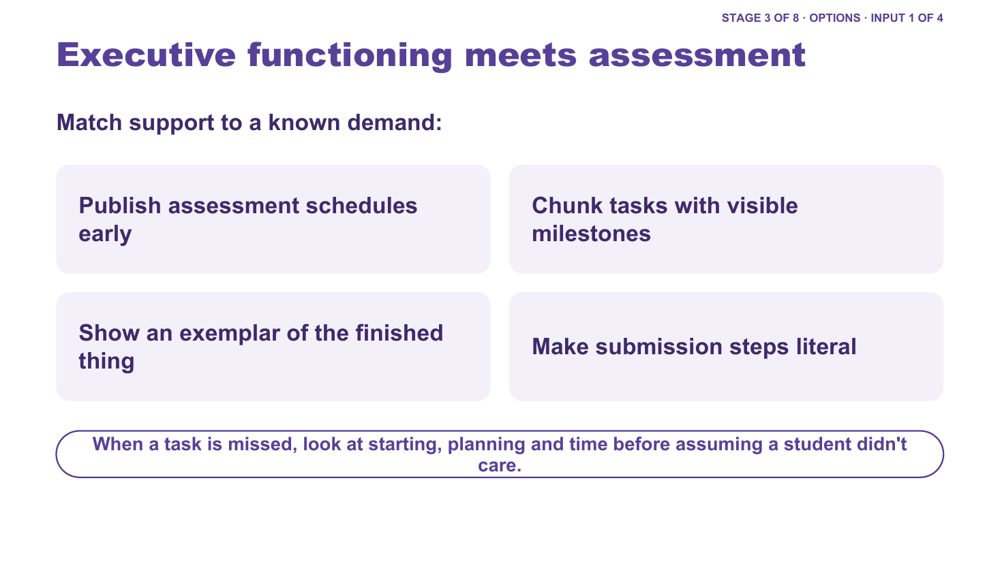 STAGE 3 OF 8 · OPTIONS · INPUT 1 OF 4
Executive functioning meets assessment
Match support to a known demand:
Publish assessment schedules
early
Chunk tasks with visible
milestones
Show an exemplar of the finished
thing
Make submission steps literal
When a task is missed, look at starting, planning and time before assuming a student didn't
care.